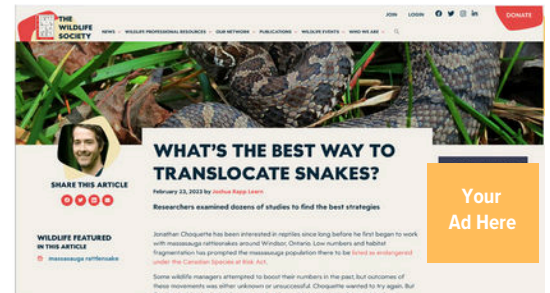 THE
WILDLIFE
SOCIETY
JOIN LOGIN
DONATE
NEWS WILDLIFE PROFESSIONAL RESOURCES OUR NETWORK PUBLICATIONS WILDLIFE EVENTS WHO WE ARE
WHAT'S THE BEST WAY TO
TRANSLOCATE SNAKES?
SHARE THIS ARTICLE
February 23, 2023 by Joshua Rapp Learn
Researchers examined dozens of studies to find the best strategies
WILDLIFE FEATURED
IN THIS ARTICLE
massasauga rattlesnake
Jonathan Choquette has been interested in reptiles since long before he first began to work
with massasauga rattlesnakes around Windsor, Ontario. Low numbers and habitat
fragmentation has prompted the massasauga population there to be listed as endangered
under the Canadian Species at Risk Act.
Some wildlife managers attempted to boost their numbers in the past, but outcomes of
these movements was either unknown or unsuccessful. Choquette wanted to try again. But
Your
Ad Here